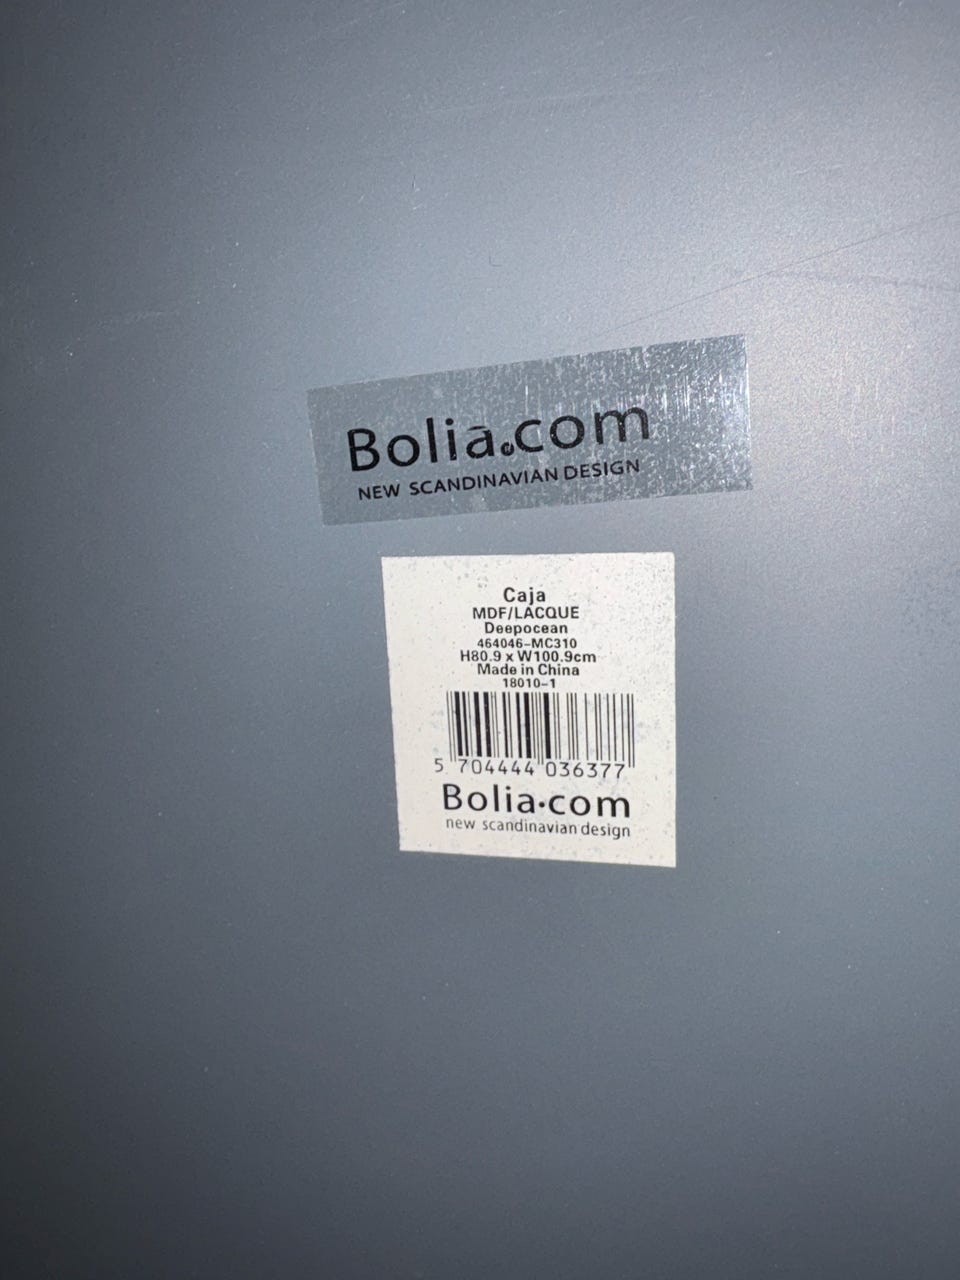 Bolia.com
NEW SCANDINAVIAN DESIGN
Caja
MDF/LACQUE
Deepocean
464046-MC310
H80.9 x W100.9cm
Made in China
18010-1
5 704444 036377
Bolia.com
new scandinavian design